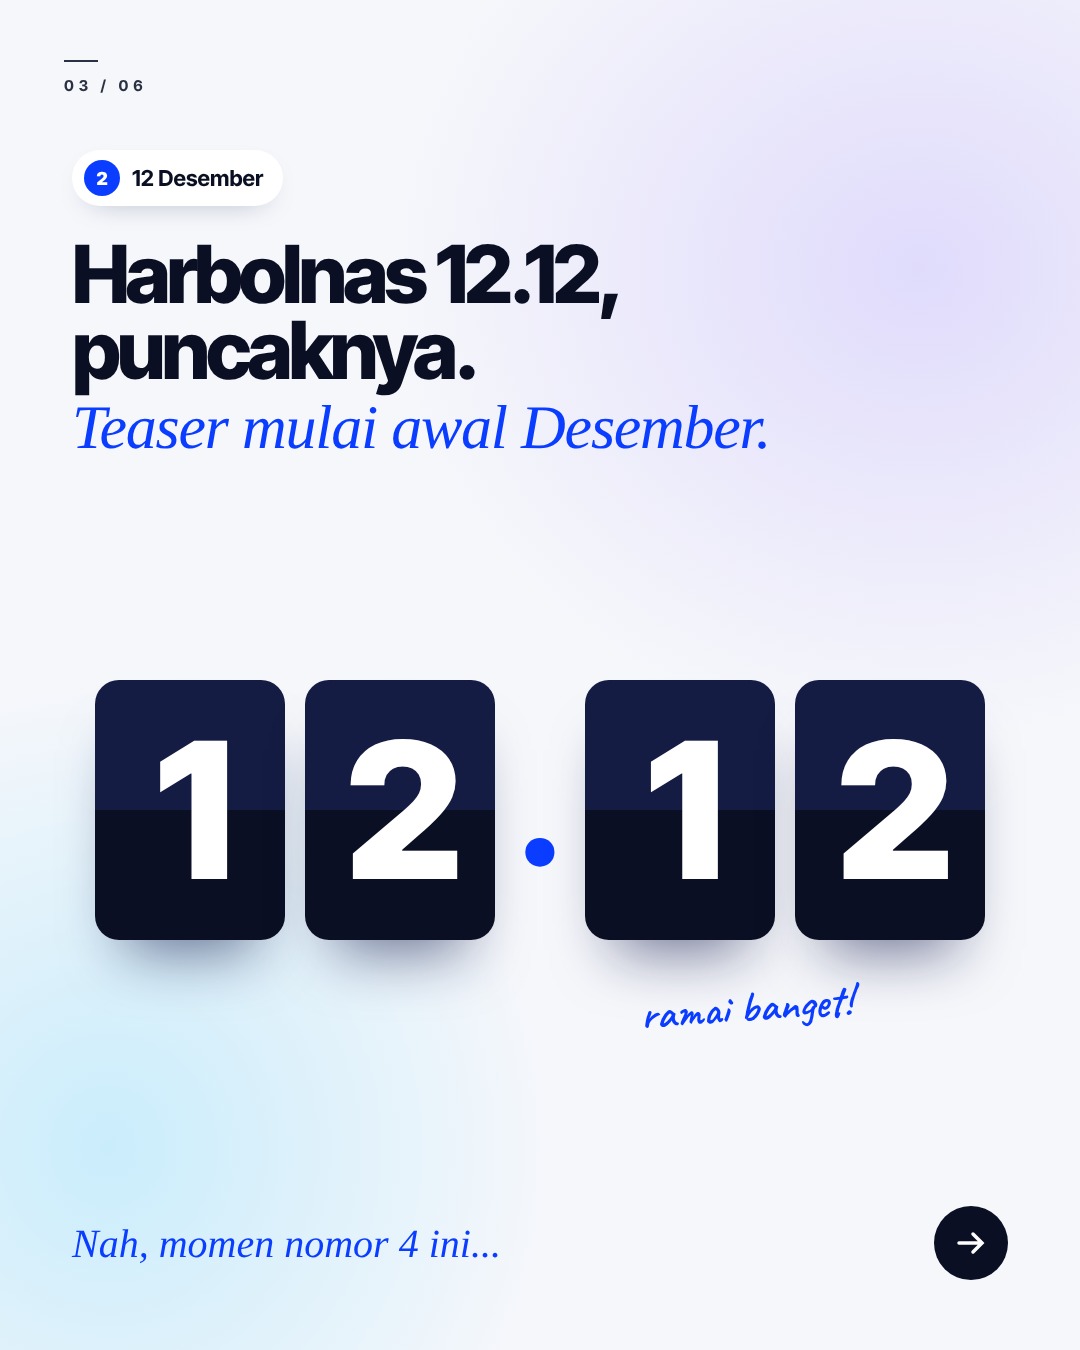 03 / 06
2 12 Desember
Harbolnas 12.12,
puncaknya.
Teaser mulai awal Desember.
12.12
ramai banget!
Nah, momen nomor 4 ini...